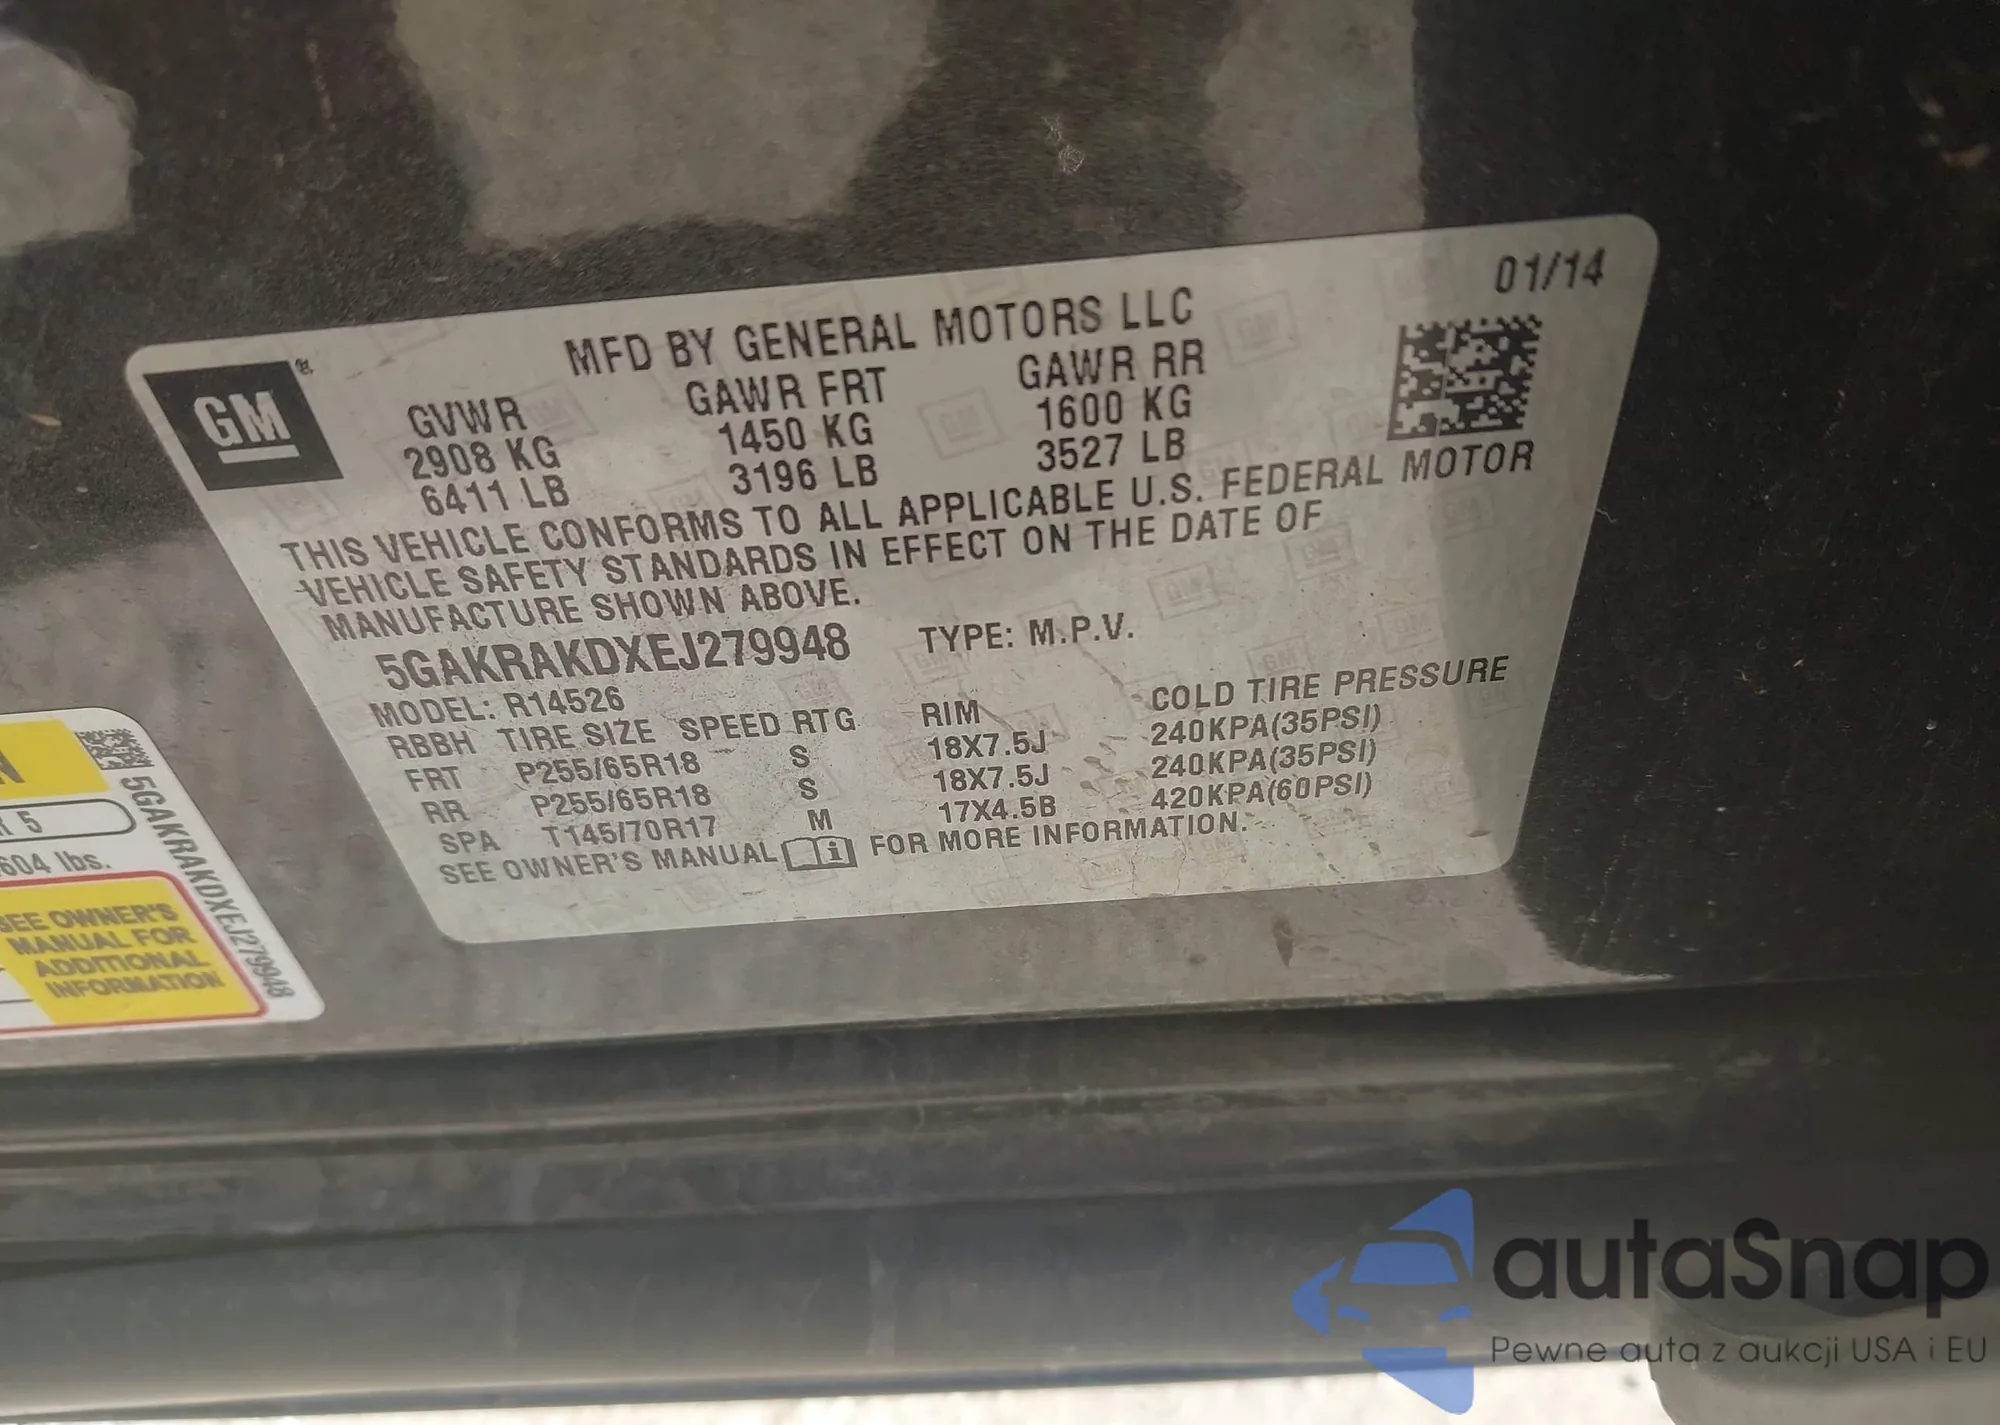 01/14
MFD BY GENERAL MOTORS LLC
GM
GVWR GAWR FRT GAWR RR
2908 KG 1450 KG 1600 KG
6411 LB 3196 LB 3527 LB
THIS VEHICLE CONFORMS TO ALL APPLICABLE U.S. FEDERAL MOTOR
VEHICLE SAFETY STANDARDS IN EFFECT ON THE DATE OF
MANUFACTURE SHOWN ABOVE.
5GAKRAKDXEJ279948 TYPE: M.P.V.
MODEL: R14526
RBBH TIRE SIZE SPEED RTG RIM COLD TIRE PRESSURE
FRT P255/65R18 S 18X7.5J 240KPA(35PSI)
RR P255/65R18 S 18X7.5J 240KPA(35PSI)
SPA T145/70R17 M 17X4.5B 420KPA(60PSI)
SEE OWNER'S MANUAL FOR MORE INFORMATION.
5
604 lbs.
SEE OWNER'S
MANUAL FOR
ADDITIONAL
INFORMATION
5GAKRAKDXEJ279948
autaSnap
Pewne auta z aukcji USA i EU